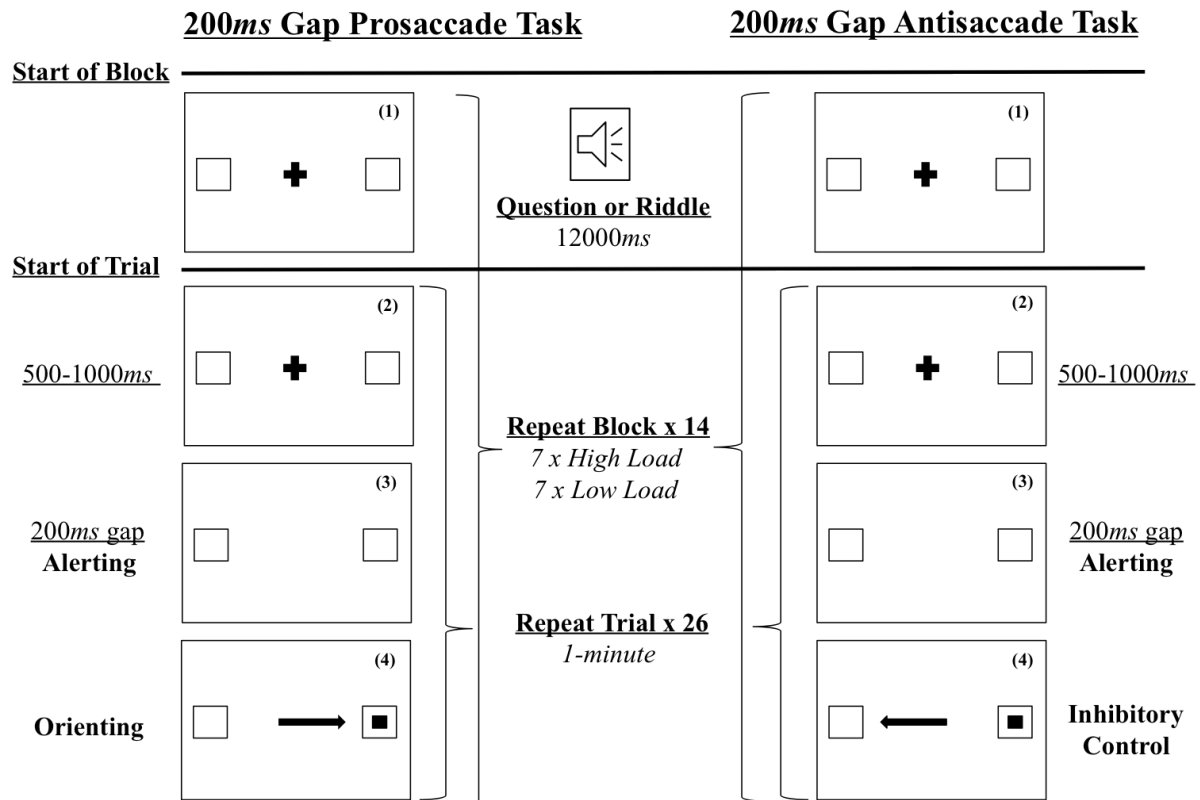 200ms Gap Prosaccade Task
200ms Gap Antisaccade Task
Start of Block
(1)
(1)
Question or Riddle
12000ms
Start of Trial
(2)
(2)
500-1000ms
500-1000ms
Repeat Block x 14
7 x High Load
7 x Low Load
(3)
(3)
200ms gap
Alerting
200ms gap
Alerting
Repeat Trial x 26
1-minute
(4)
(4)
Orienting
Inhibitory
Control